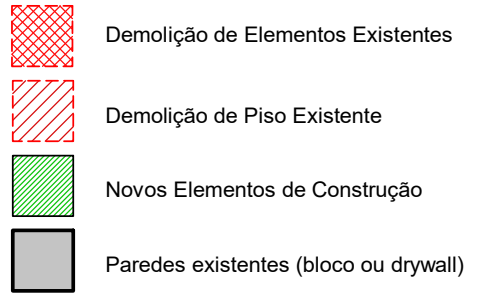 Demolição de Elementos Existentes
Demolição de Piso Existente
Novos Elementos de Construção
Paredes existentes (bloco ou drywall)